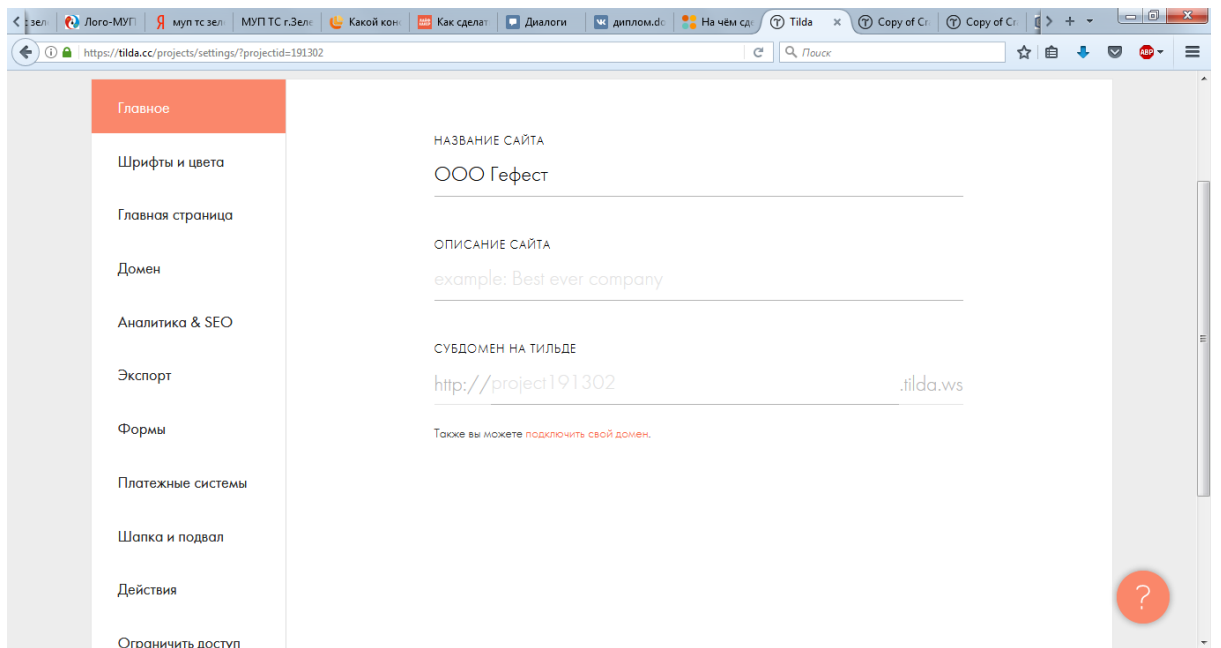 зел
Лого-МУП
муп тс зел
МУП ТС г.Зеле
Какой кон
Как сделат
Диалоги
диплом.do
На чём сде
Tilda
Copy of Cr
Copy of Cr
https://tilda.cc/projects/settings/?projectid=191302
Поиск
ABP
Главное
Шрифты и цвета
Главная страница
Домен
Аналитика & SEO
Экспорт
Формы
Платежные системы
Шапка и подвал
Действия
Ограничить доступ
НАЗВАНИЕ САЙТА
ООО Гефест
ОПИСАНИЕ САЙТА
example: Best ever company
СУБДОМЕН НА ТИЛЬДЕ
http://project191302.tilda.ws
Также вы можете подключить свой домен.
?